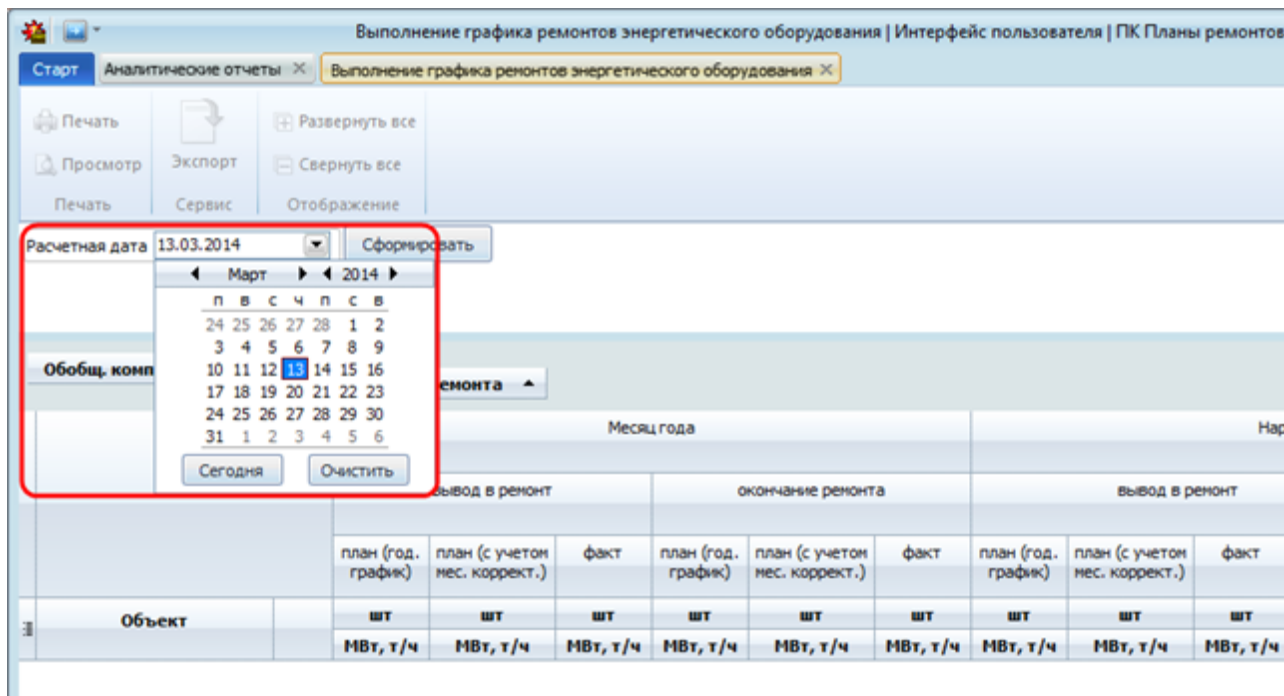 Выполнение графика ремонтов энергетического оборудования | Интерфейс пользователя | ПК Планы ремонтов
Старт Аналитические отчеты Выполнение графика ремонтов энергетического оборудования
Печать Развернуть все
Просмотр Экспорт Свернуть все
Печать Сервис Отображение
Расчетная дата 13.03.2014 Сформировать
Март 2014
п в с ч п с в
24 25 26 27 28 1 2
3 4 5 6 7 8 9
Обобщ. комп 10 11 12 13 14 15 16 емонта
17 18 19 20 21 22 23
24 25 26 27 28 29 30
31 1 2 3 4 5 6
Месяц года Нар
Сегодня Очистить
вывод в ремонт окончание ремонта вывод в ремонт
план (год. план (с учетом факт план (год. план (с учетом факт план (год. план (с учетом факт
график) мес. коррект.) график) мес. коррект.) график) мес. коррект.)
Объект шт шт шт шт шт шт шт шт шт
МВт, т/ч МВт, т/ч МВт, т/ч МВт, т/ч МВт, т/ч МВт, т/ч МВт, т/ч МВт, т/ч МВт, т/ч